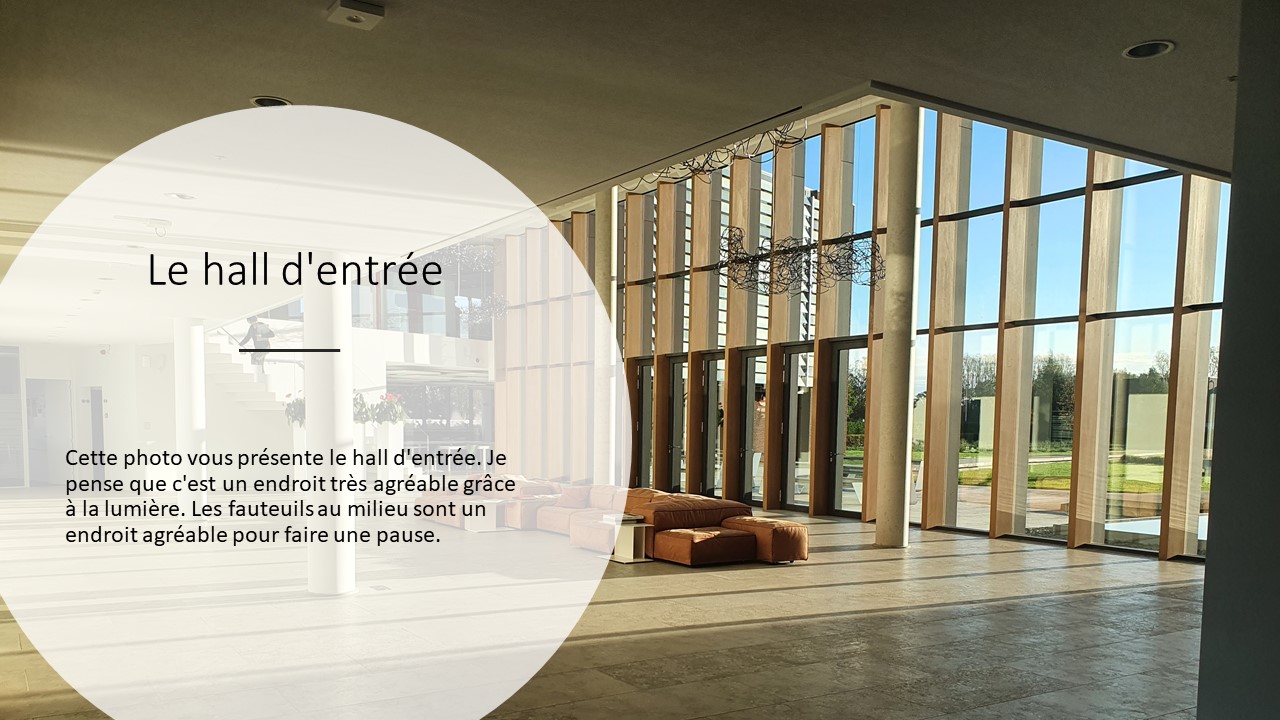 Le hall d'entrée
Cette photo vous présente le hall d'entrée. Je
pense que c'est un endroit très agréable grâce
à la lumière. Les fauteuils au milieu sont un
endroit agréable pour faire une pause.